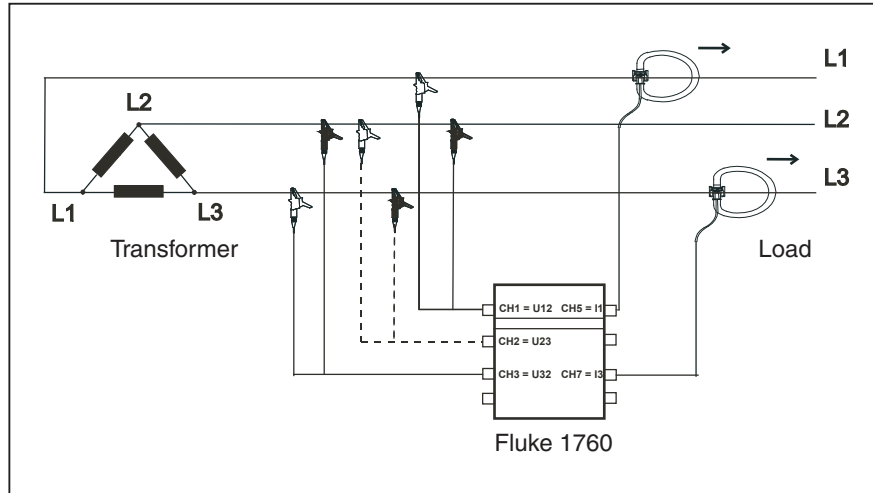 L1
L2
L2
L3
L1
L3
Transformer
Load
CH1 = U12 CH5 = I1
CH2 = U23
CH3 = U32 CH7 = I3
Fluke 1760